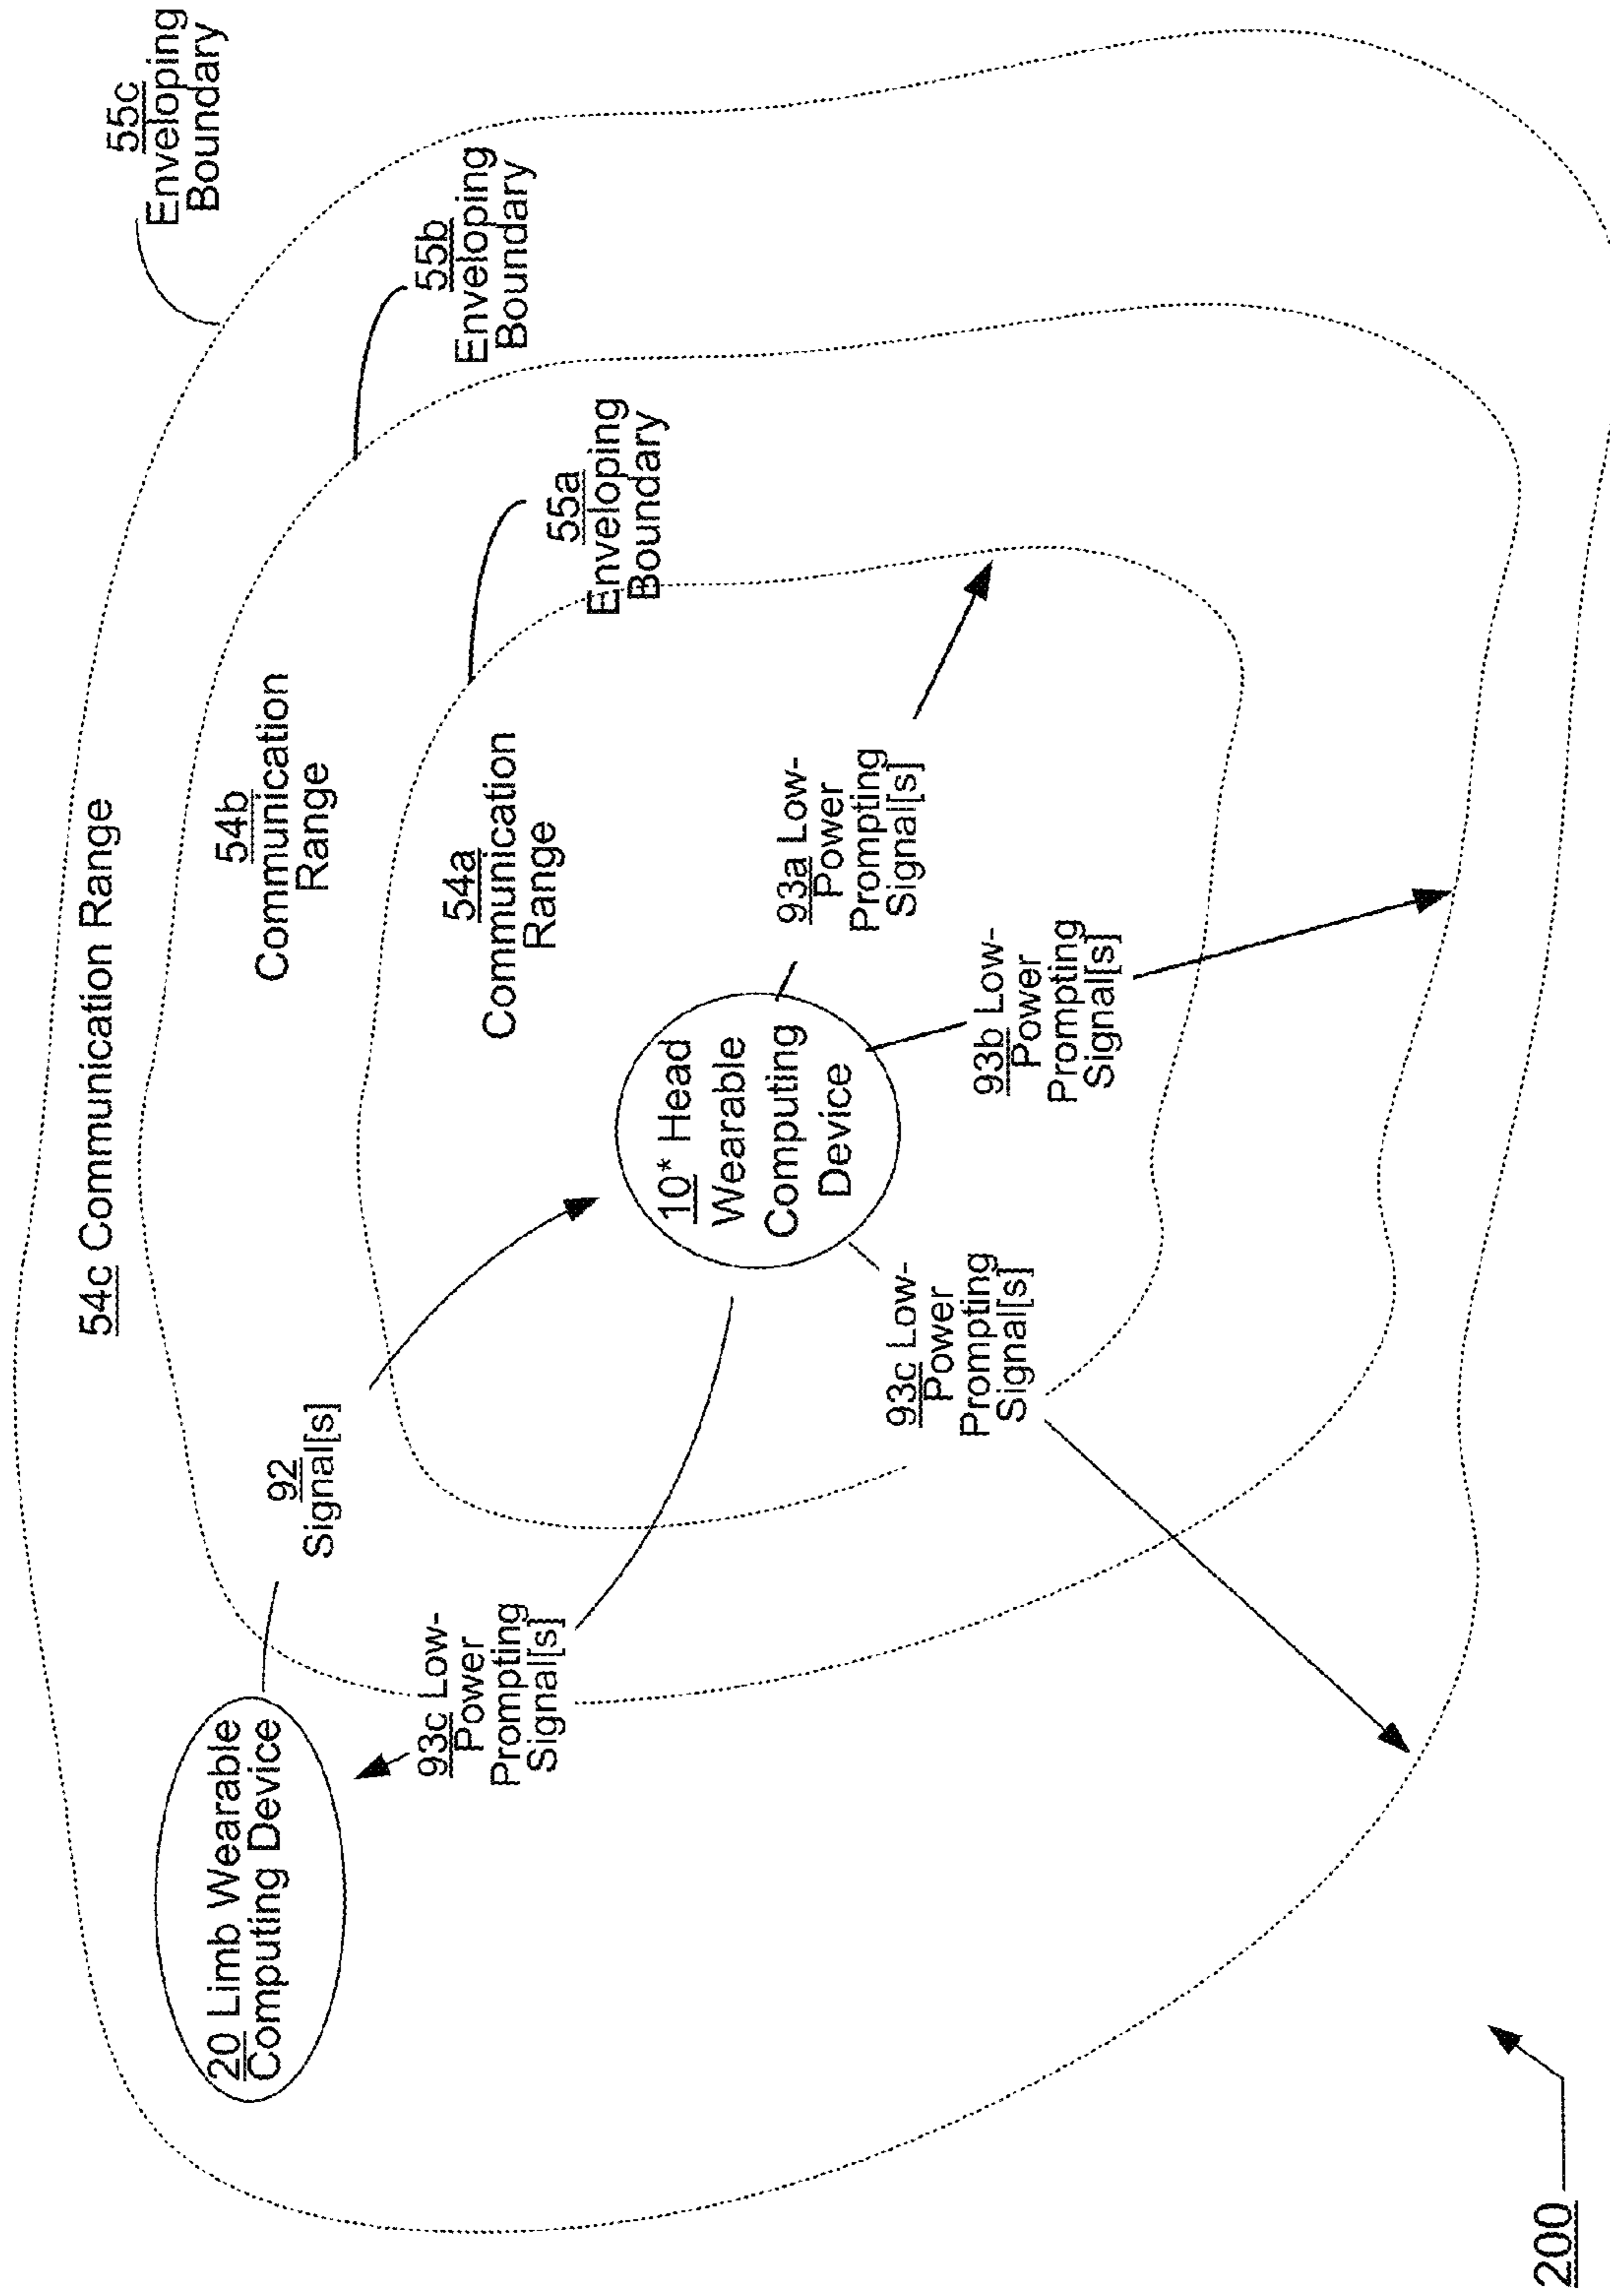 55c
Enveloping
Boundary
55b
Enveloping
Boundary
55a
Enveloping
Boundary
54c Communication Range
54b
Communication
Range
54a
Communication
Range
92
Signal[s]
20 Limb Wearable
Computing Device
93c Low-
Power
Prompting
Signal[s]
10* Head
Wearable
Computing
Device
93a Low-
Power
Prompting
Signal[s]
93b Low-
Power
Prompting
Signal[s]
93c Low-
Power
Prompting
Signal[s]
200